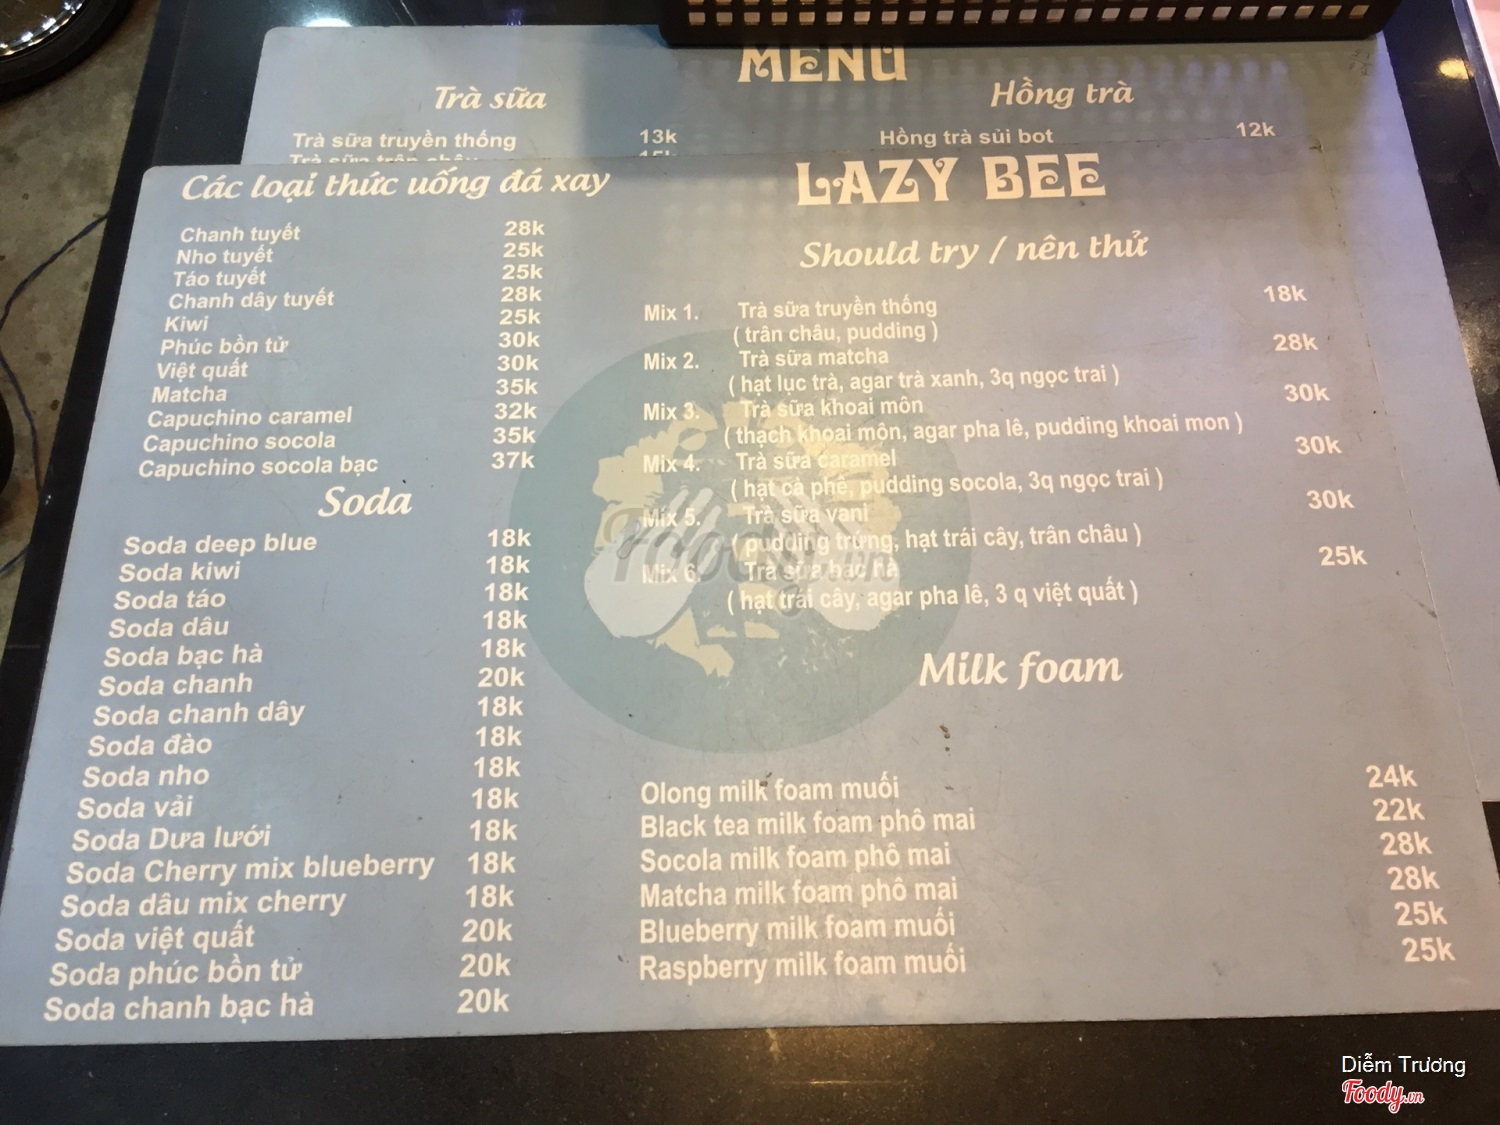 MENU
Trà sữa
Hồng trà
Trà sữa truyền thống 13k
Hồng trà sủi bot 12k
Trà sữa trân châu 15k
Các loại thức uống đá xay
Chanh tuyết 28k
Nho tuyết 25k
Táo tuyết 25k
Chanh dây tuyết 28k
Kiwi 25k
Phúc bồn tử 30k
Việt quất 30k
Matcha 35k
Capuchino caramel 32k
Capuchino socola 35k
Capuchino socola bạc 37k
Soda
Soda deep blue 18k
Soda kiwi 18k
Soda táo 18k
Soda dâu 18k
Soda bạc hà 18k
Soda chanh 20k
Soda chanh dây 18k
Soda đào 18k
Soda nho 18k
Soda vải 18k
Soda Dưa lưới 18k
Soda Cherry mix blueberry 18k
Soda dâu mix cherry 18k
Soda việt quất 20k
Soda phúc bồn tử 20k
Soda chanh bạc hà 20k
LAZY BEE
Should try / nên thử
Mix 1. Trà sữa truyền thống 18k
( trân châu, pudding )
Mix 2. Trà sữa matcha 28k
( hạt lục trà, agar trà xanh, 3q ngọc trai )
Mix 3. Trà sữa khoai môn 30k
( thạch khoai môn, agar pha lê, pudding khoai mon )
Mix 4. Trà sữa caramel 30k
( hạt cà phê, pudding socola, 3q ngọc trai )
Mix 5. Trà sữa vani 30k
( pudding trứng, hạt trái cây, trân châu )
Mix 6. Trà sữa bạc hà 25k
( hạt trái cây, agar pha lê, 3 q việt quất )
Milk foam
Olong milk foam muối 24k
Black tea milk foam phô mai 22k
Socola milk foam phô mai 28k
Matcha milk foam phô mai 28k
Blueberry milk foam muối 25k
Raspberry milk foam muối 25k
Foody.vn
Diễm Trương
Foody.vn